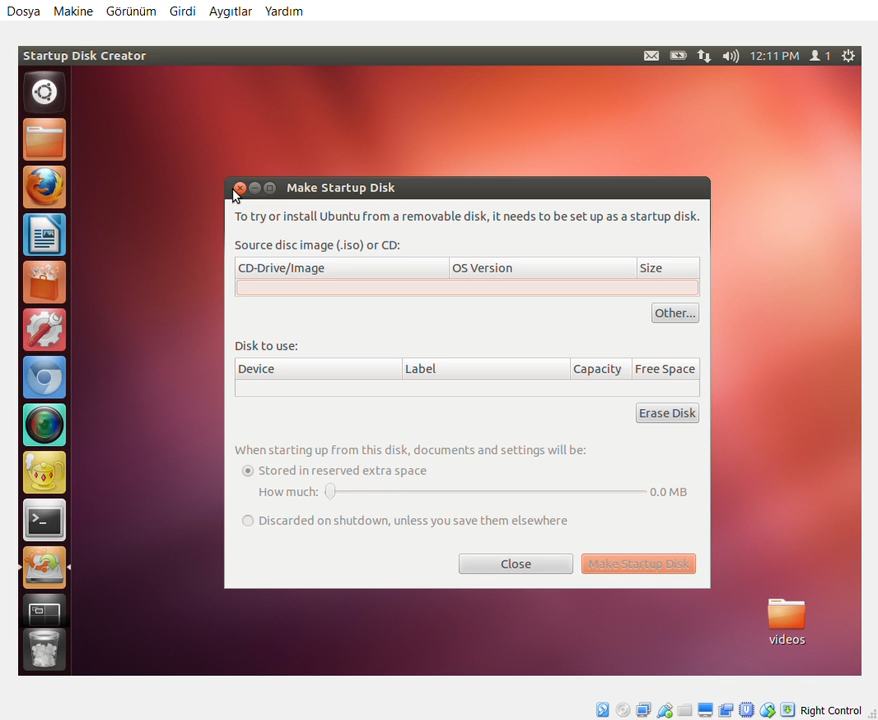 Dosya Makine Görünüm Girdi Aygıtlar Yardım
Startup Disk Creator 12:11 PM 1
Make Startup Disk
To try or install Ubuntu from a removable disk, it needs to be set up as a startup disk.
Source disc image (.iso) or CD:
CD-Drive/Image OS Version Size
Other...
Disk to use:
Device Label Capacity Free Space
Erase Disk
When starting up from this disk, documents and settings will be:
Stored in reserved extra space
How much: 0.0 MB
Discarded on shutdown, unless you save them elsewhere
Close Make Startup Disk
videos
Right Control